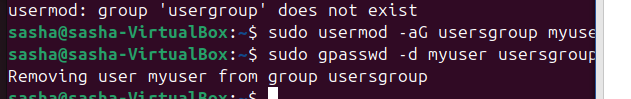 usermod: group 'usergroup' does not exist
sasha@sasha-VirtualBox:~$ sudo usermod -aG usersgroup myuse
sasha@sasha-VirtualBox:~$ sudo gpasswd -d myuser usersgroup
Removing user myuser from group usersgroup
sasha@sasha-VirtualBox:~$